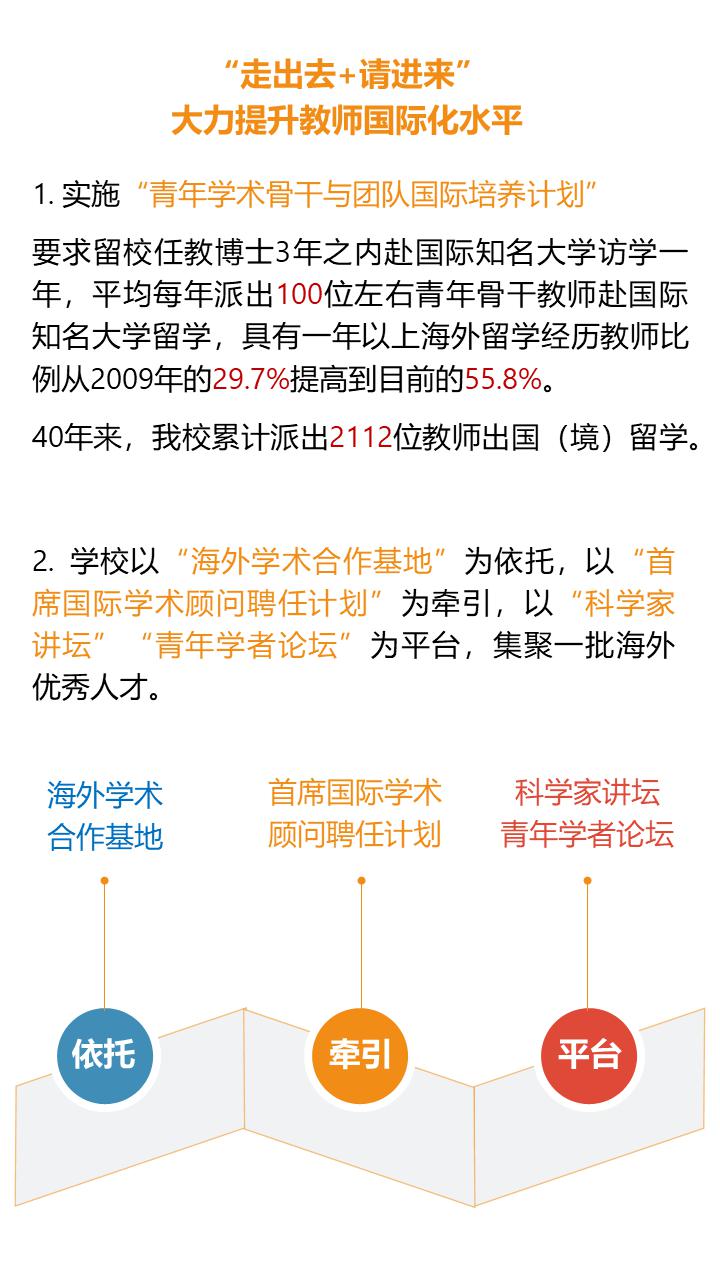 “走出去+请进来”
大力提升教师国际化水平
1. 实施“青年学术骨干与团队国际培养计划”
要求留校任教博士3年之内赴国际知名大学访学一
年，平均每年派出100位左右青年骨干教师赴国际
知名大学留学，具有一年以上海外留学经历教师比
例从2009年的29.7%提高到目前的55.8%。
40年来，我校累计派出2112位教师出国（境）留学。
2. 学校以“海外学术合作基地”为依托，以“首
席国际学术顾问聘任计划”为牵引，以“科学家
讲坛”“青年学者论坛”为平台，集聚一批海外
优秀人才。
海外学术
合作基地
首席国际学术
顾问聘任计划
科学家讲坛
青年学者论坛
依托
牵引
平台